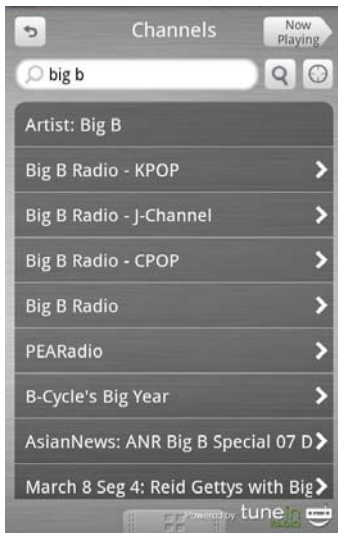 Channels
Now
Playing
big b
Artist: Big B
Big B Radio - KPOP
Big B Radio - J-Channel
Big B Radio - CPOP
Big B Radio
PEARadio
B-Cycle's Big Year
AsianNews: ANR Big B Special 07 D
March 8 Seg 4: Reid Gettys with Big
Powered by tunein
RADIO